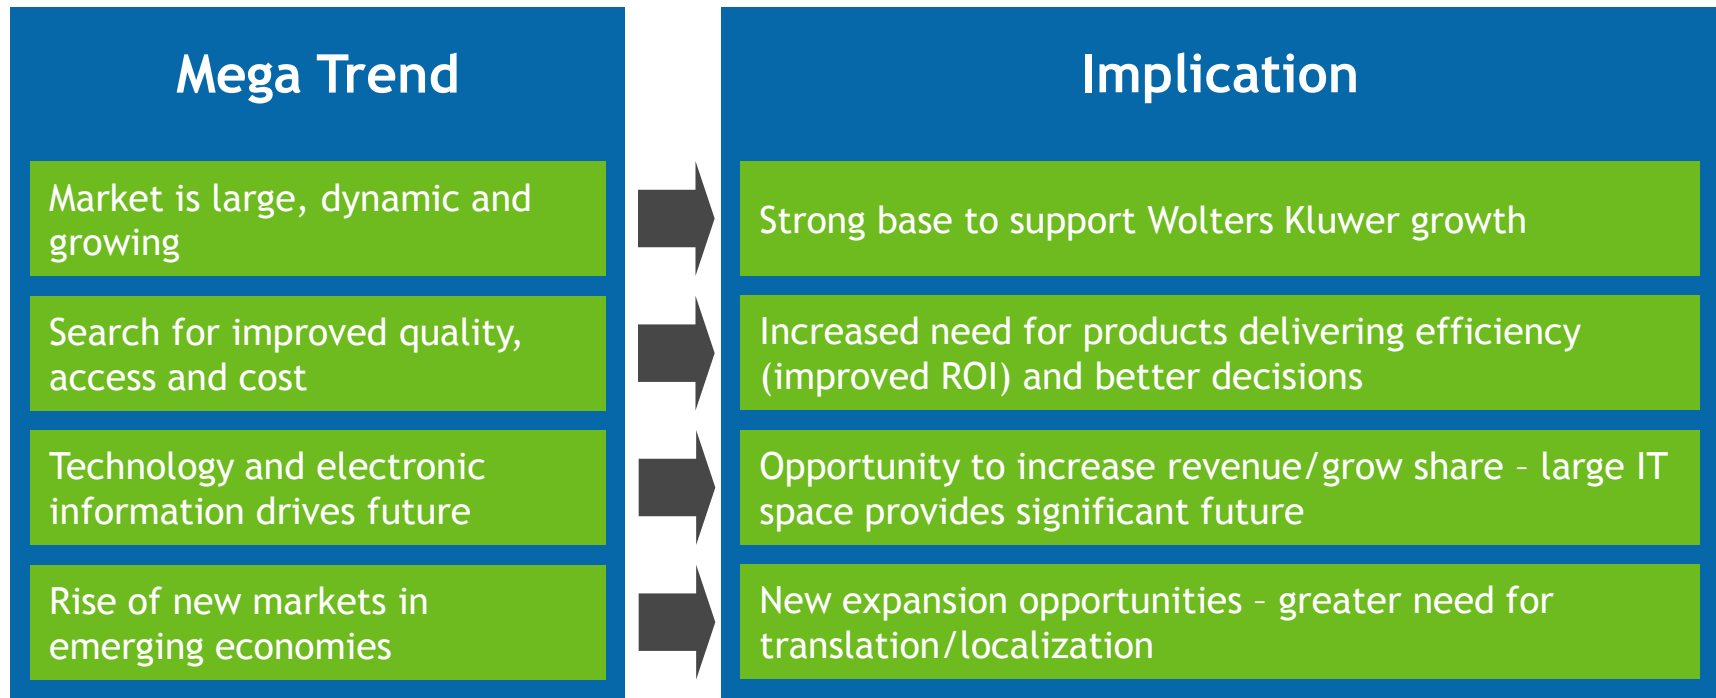 Mega Trend
Implication
Market is large, dynamic and
growing
Strong base to support Wolters Kluwer growth
Search for improved quality,
access and cost
Increased need for products delivering efficiency
(improved ROI) and better decisions
Technology and electronic
information drives future
Opportunity to increase revenue/grow share – large IT
space provides significant future
Rise of new markets in
emerging economies
New expansion opportunities – greater need for
translation/localization